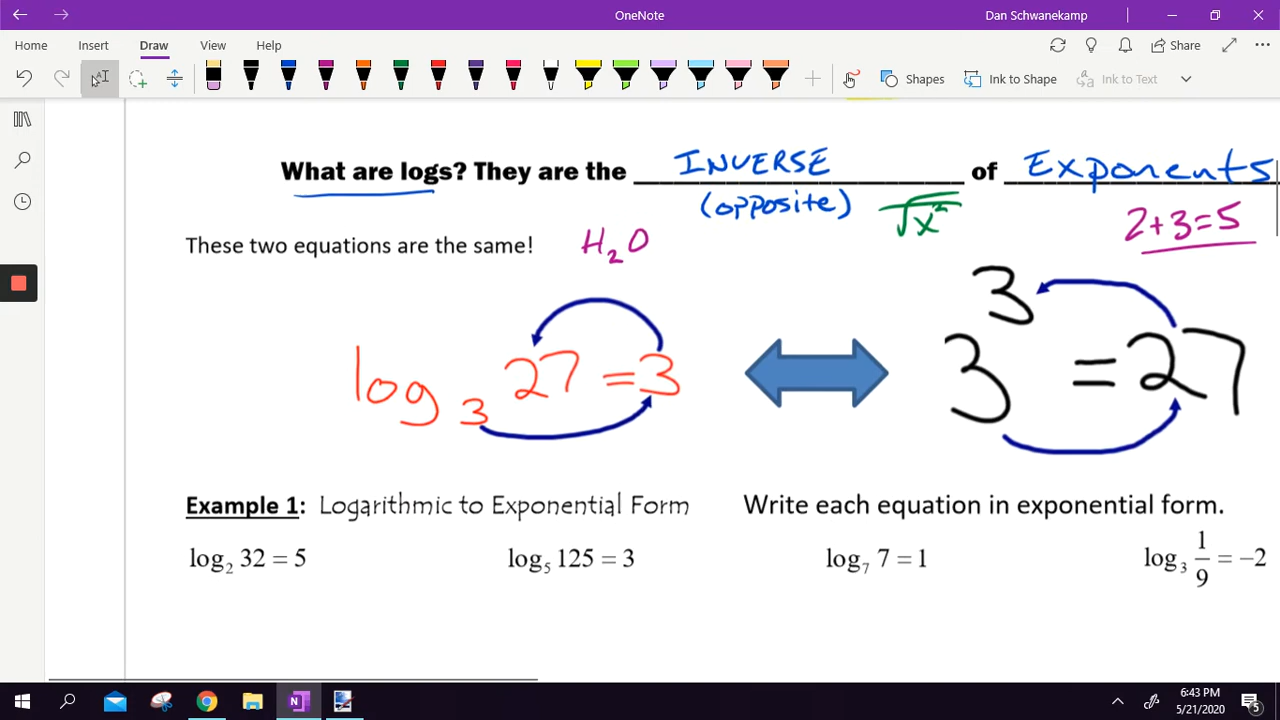 OneNote
Dan Schwanekamp
Home Insert Draw View Help
Share
Shapes Ink to Shape Ink to Text
What are logs? They are the INVERSE of Exponents
(opposite) √x²
2+3=5
These two equations are the same! H₂O
log₃ 27 = 3
3³ = 27
Example 1: Logarithmic to Exponential Form Write each equation in exponential form.
log₂ 32 = 5 log₅ 125 = 3 log₇ 7 = 1 log₃ 1/9 = −2
6:43 PM
5/21/2020
5